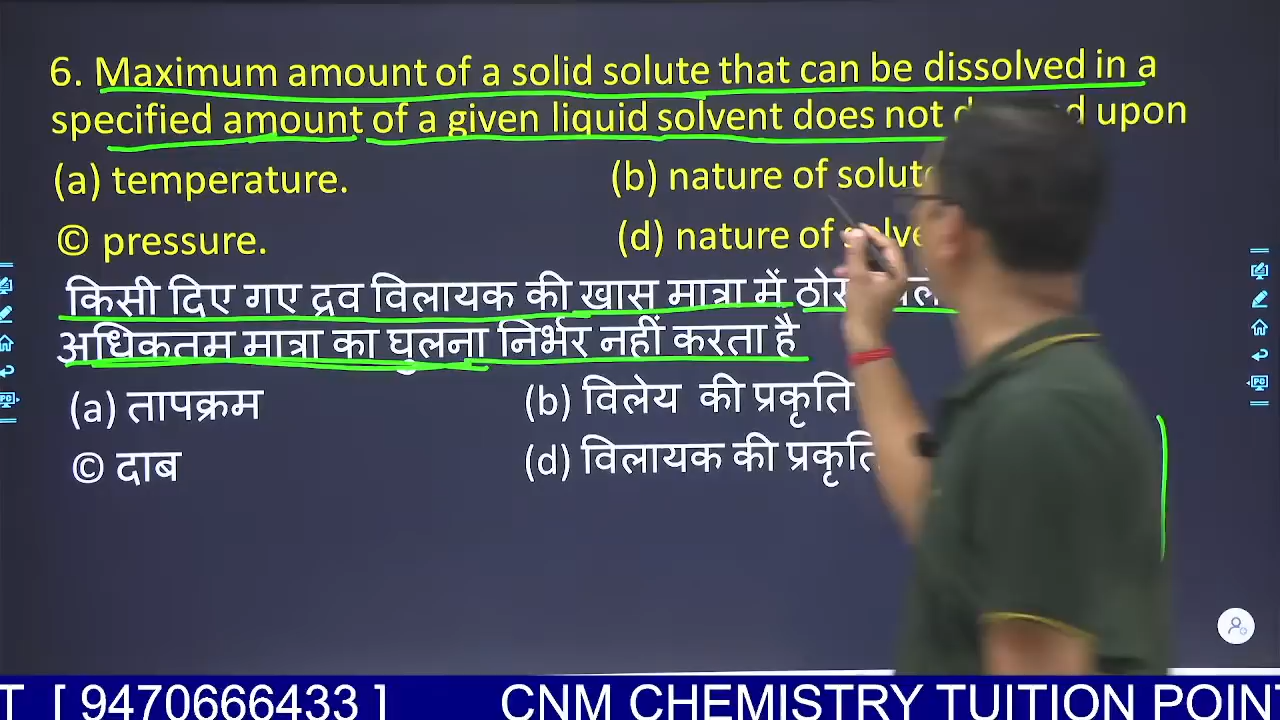 6. Maximum amount of a solid solute that can be dissolved in a
specified amount of a given liquid solvent does not upon
(a) temperature. (b) nature of
© pressure. (d) nature of
किसी दिए गए द्रव विलायक की खास मात्रा में
अधिकतम मात्रा का घुलना निर्भर नहीं करता है
(a) तापक्रम (b) विलेय की प्रकृति
© दाब (d) विलायक की प्रकृति
T [ 9470666433 ] CNM CHEMISTRY TUITION POINT